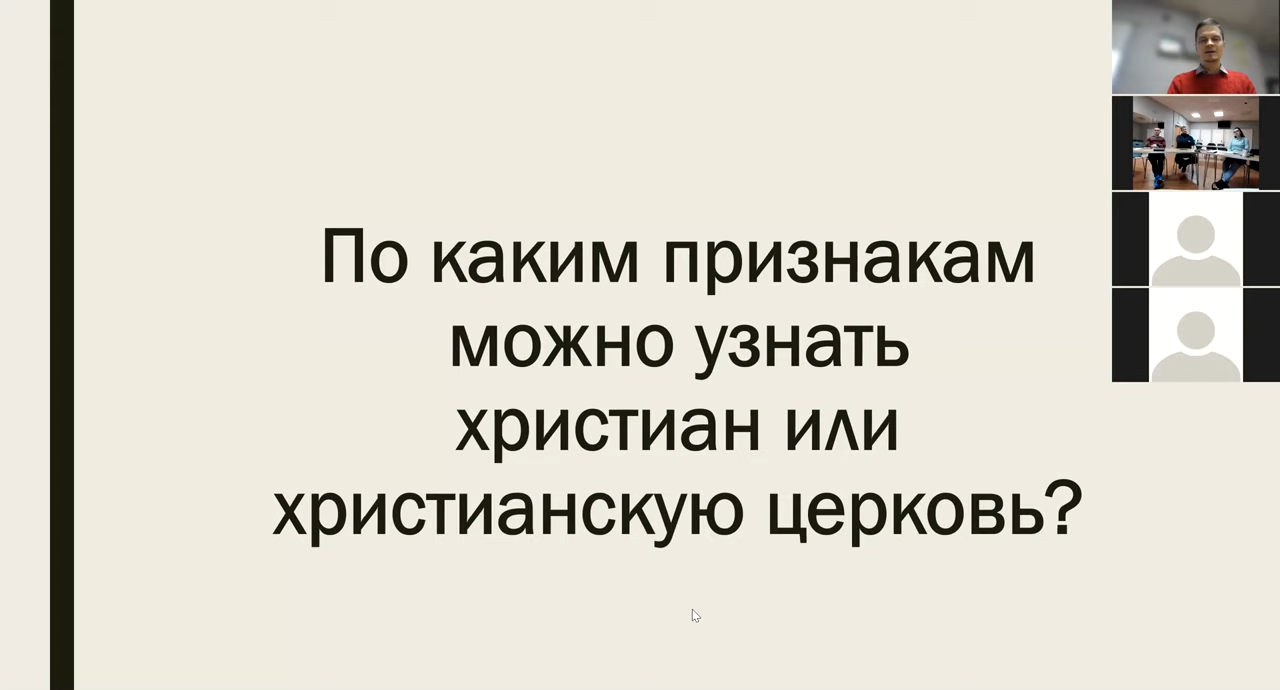 По каким признакам
можно узнать
христиан или
христианскую церковь?